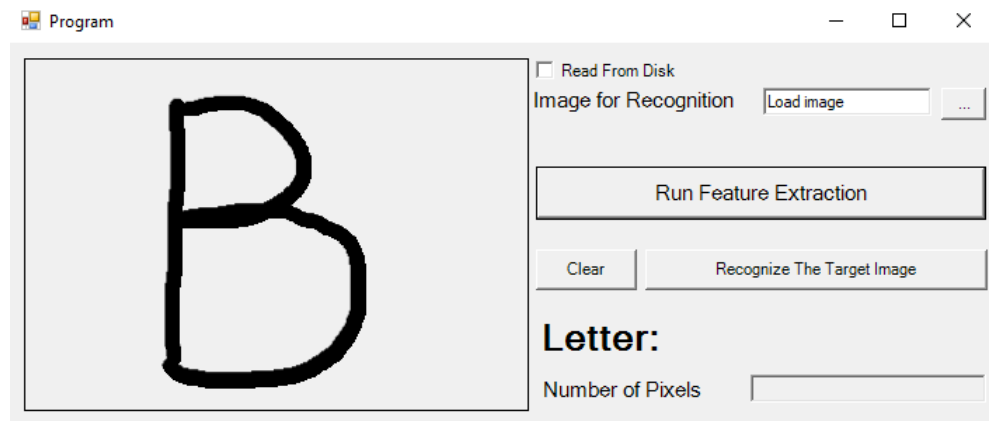 Program
B
Read From Disk
Image for Recognition
Load image
...
Run Feature Extraction
Clear
Recognize The Target Image
Letter:
Number of Pixels